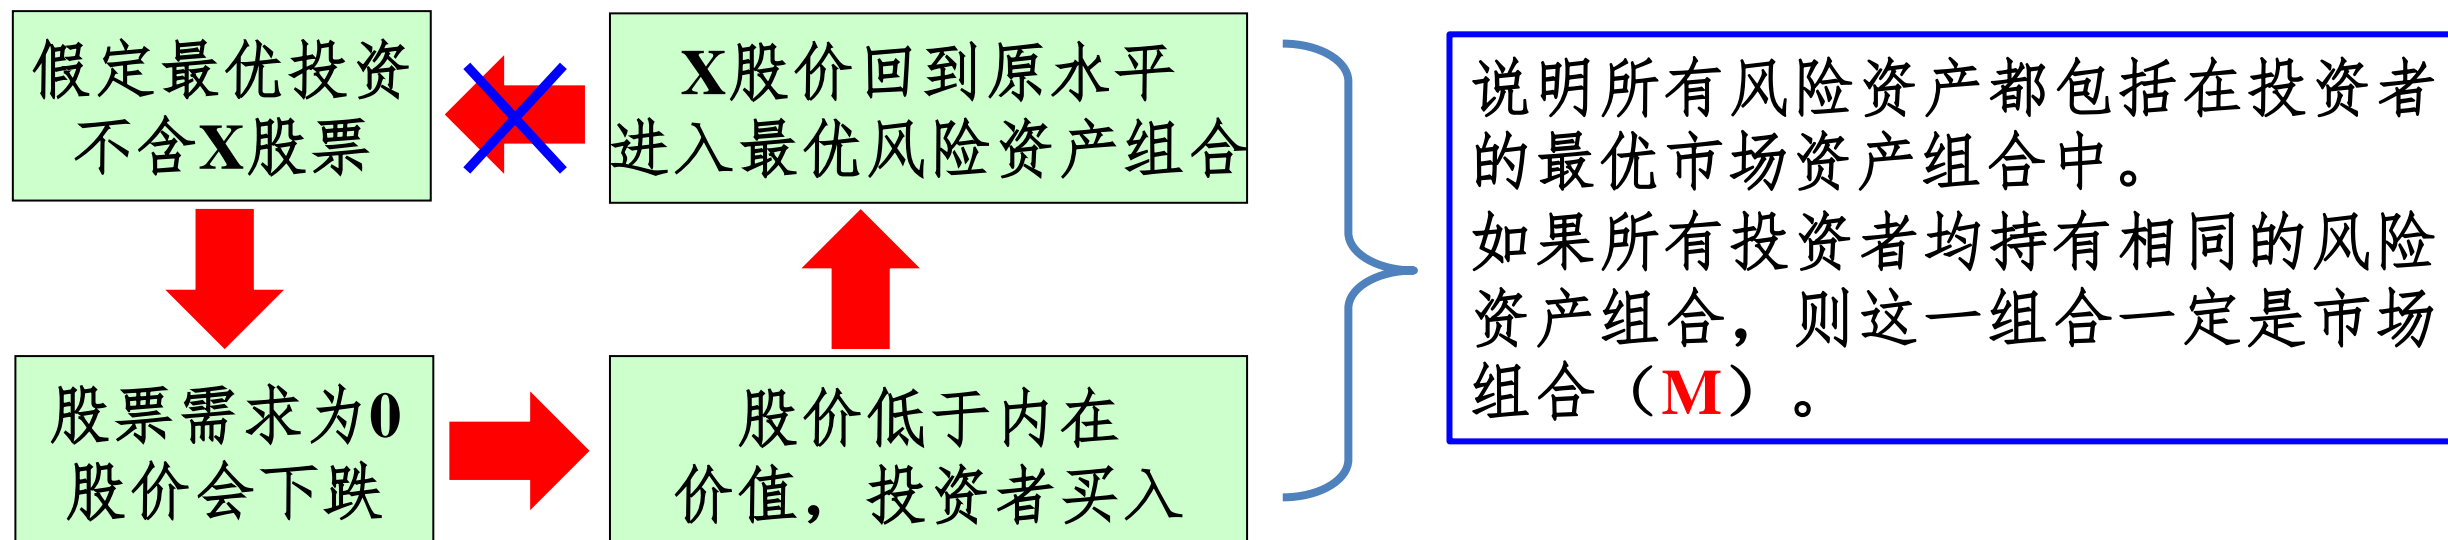 假定最优投资
不含X股票
X股价回到原水平
进入最优风险资产组合
股票需求为0
股价会下跌
股价低于内在
价值，投资者买入
说明所有风险资产都包括在投资者
的最优市场资产组合中。
如果所有投资者均持有相同的风险
资产组合，则这一组合一定是市场
组合（M）。